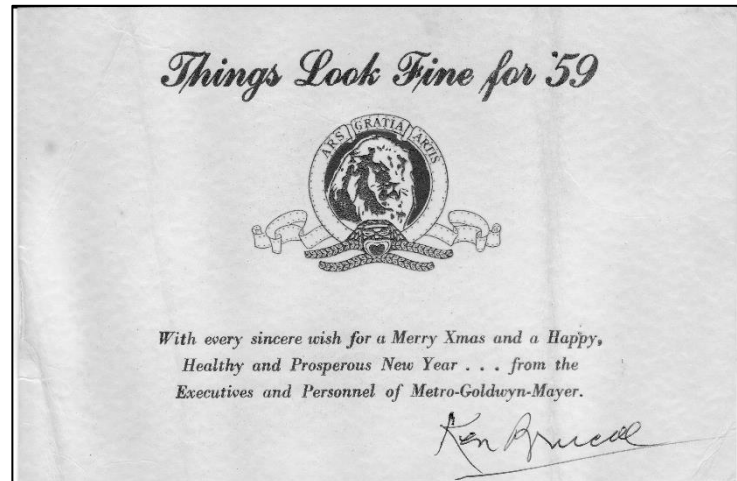 Things Look Fine for '59
ARS GRATIA ARTIS
With every sincere wish for a Merry Xmas and a Happy,
Healthy and Prosperous New Year . . . from the
Executives and Personnel of Metro-Goldwyn-Mayer.
Ken